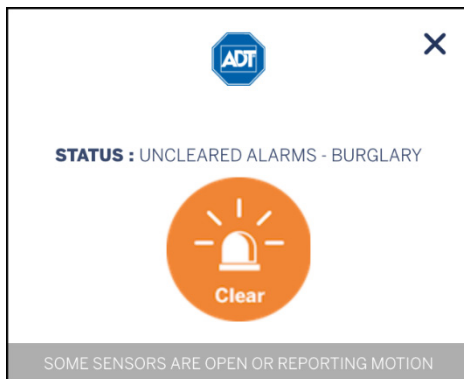 ADT
STATUS : UNCLEARED ALARMS - BURGLARY
Clear
SOME SENSORS ARE OPEN OR REPORTING MOTION